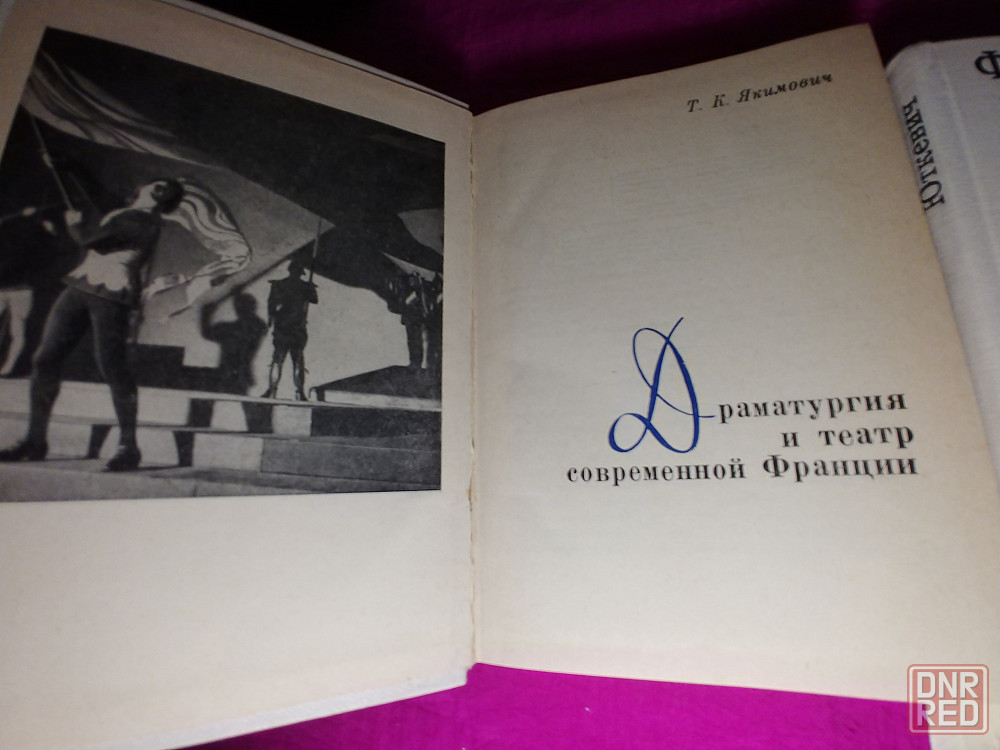 Т. К. Якимович
Драматургия
и театр
современной Франции
Юткевич
Ф
DNR
RED